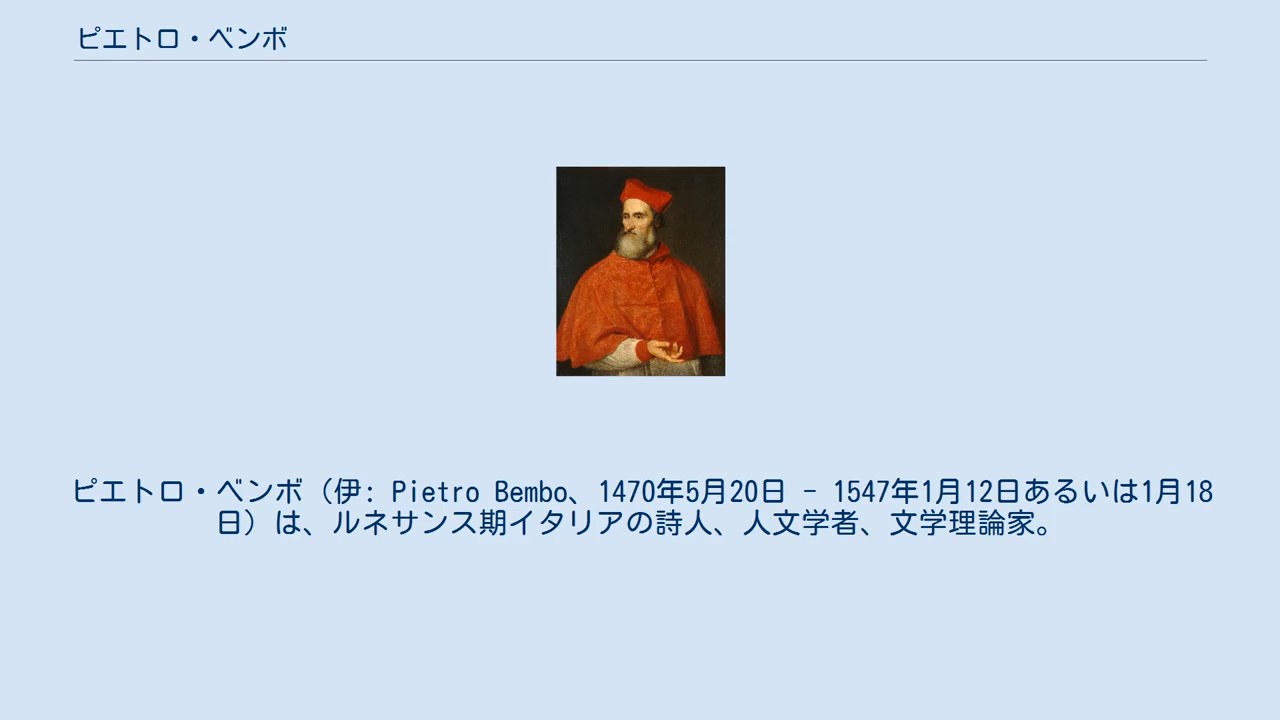 ピエトロ・ベンボ
ピエトロ・ベンボ（伊: Pietro Bembo、1470年5月20日 - 1547年1月12日あるいは1月18
日）は、ルネサンス期イタリアの詩人、人文学者、文学理論家。